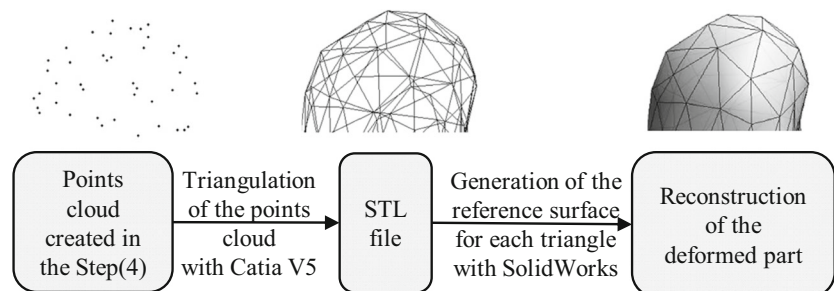 Points
cloud
created in
the Step(4)
Triangulation
of the points
cloud
with Catia V5
STL
file
Generation of the
reference surface
for each triangle
with SolidWorks
Reconstruction
of the
deformed part